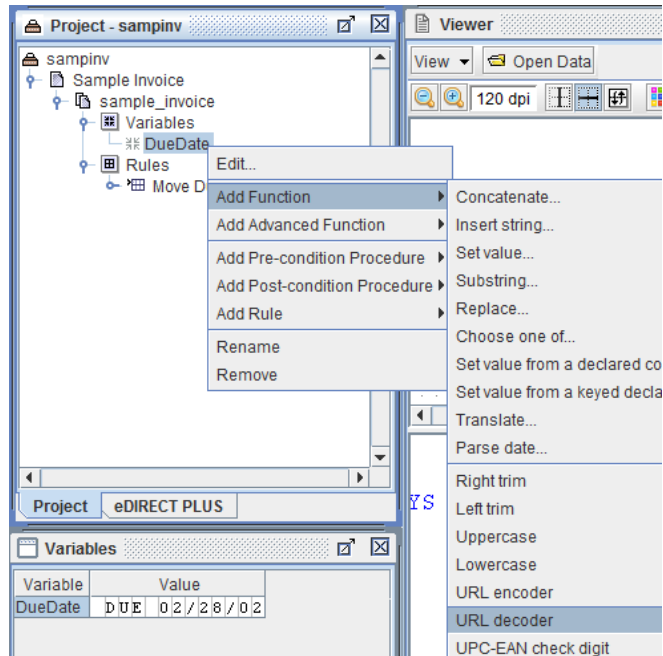 Project - sampinv
sampinv
Sample Invoice
sample_invoice
Variables
DueDate
Rules
Move D
Edit...
Add Function
Add Advanced Function
Add Pre-condition Procedure
Add Post-condition Procedure
Add Rule
Rename
Remove
Project
eDIRECT PLUS
Variables
Variable Value
DueDate DUE 02/28/02
Viewer
View Open Data
120 dpi
Concatenate...
Insert string...
Set value...
Substring...
Replace...
Choose one of...
Set value from a declared co
Set value from a keyed decla
Translate...
Parse date...
Right trim
Left trim
Uppercase
Lowercase
URL encoder
URL decoder
UPC-EAN check digit
YS